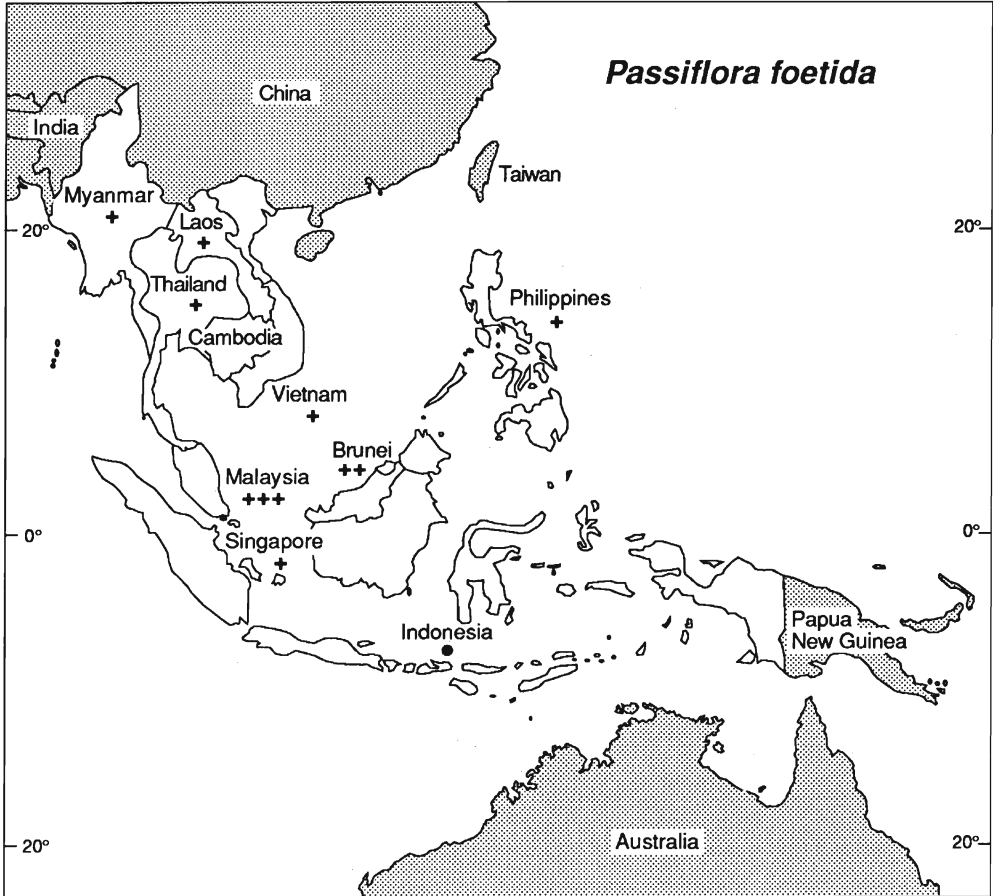 Passiflora foetida
China
India
Taiwan
Myanmar
+
Laos
+
20°
20°
Thailand
+
Philippines
+
Cambodia
Vietnam
+
Brunei
++
Malaysia
+++
0°
0°
Singapore
+
Papua
New Guinea
Indonesia
●
20°
20°
Australia